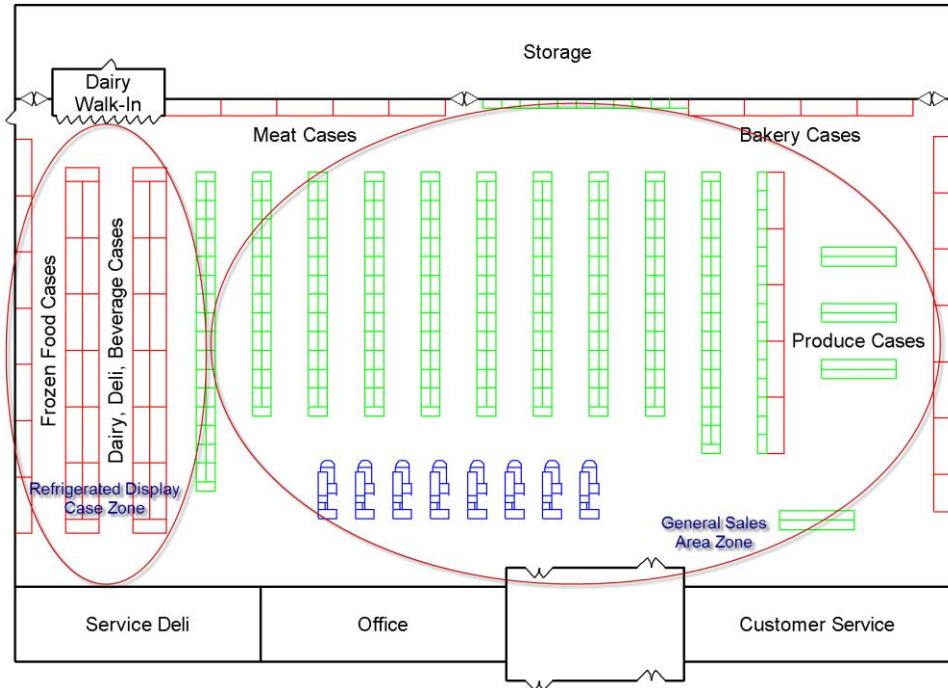 Storage
Dairy
Walk-In
Meat Cases
Bakery Cases
Frozen Food Cases
Dairy, Deli, Beverage Cases
Produce Cases
Refrigerated Display
Case Zone
General Sales
Area Zone
Service Deli
Office
Customer Service